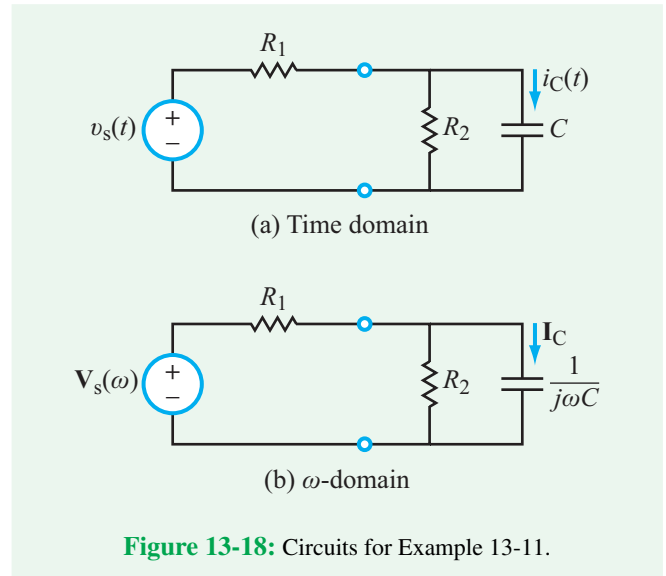 R₁
iC(t)
υs(t)
+
−
R₂
C
(a) Time domain
R₁
IC
Vs(ω)
+
−
R₂
1
jωC
(b) ω-domain
Figure 13-18: Circuits for Example 13-11.